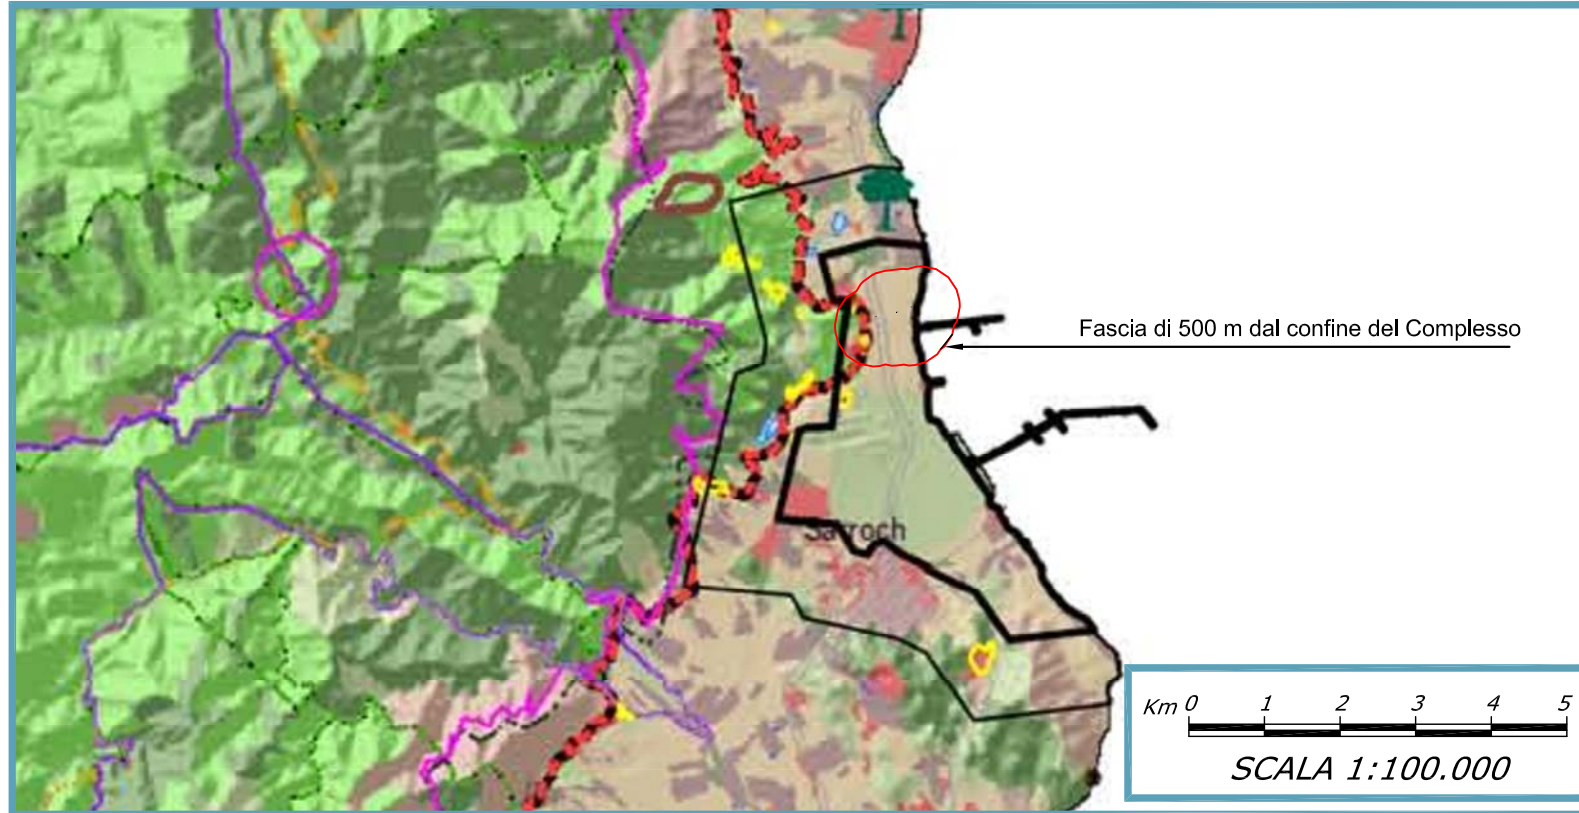 Fascia di 500 m dal confine del Complesso
Sarroch
Km 0 1 2 3 4 5
SCALA 1:100.000